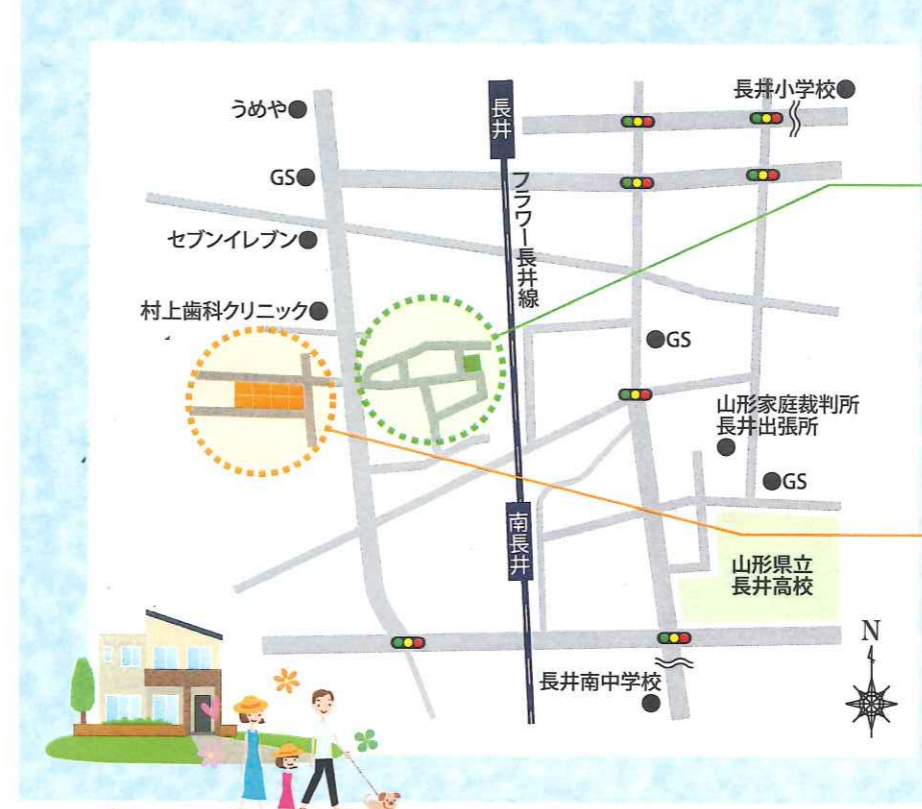 長井小学校
うめや
長井
GS
フラワー長井線
セブンイレブン
村上歯科クリニック
GS
山形家庭裁判所
長井出張所
GS
南長井
山形県立
長井高校
N
長井南中学校